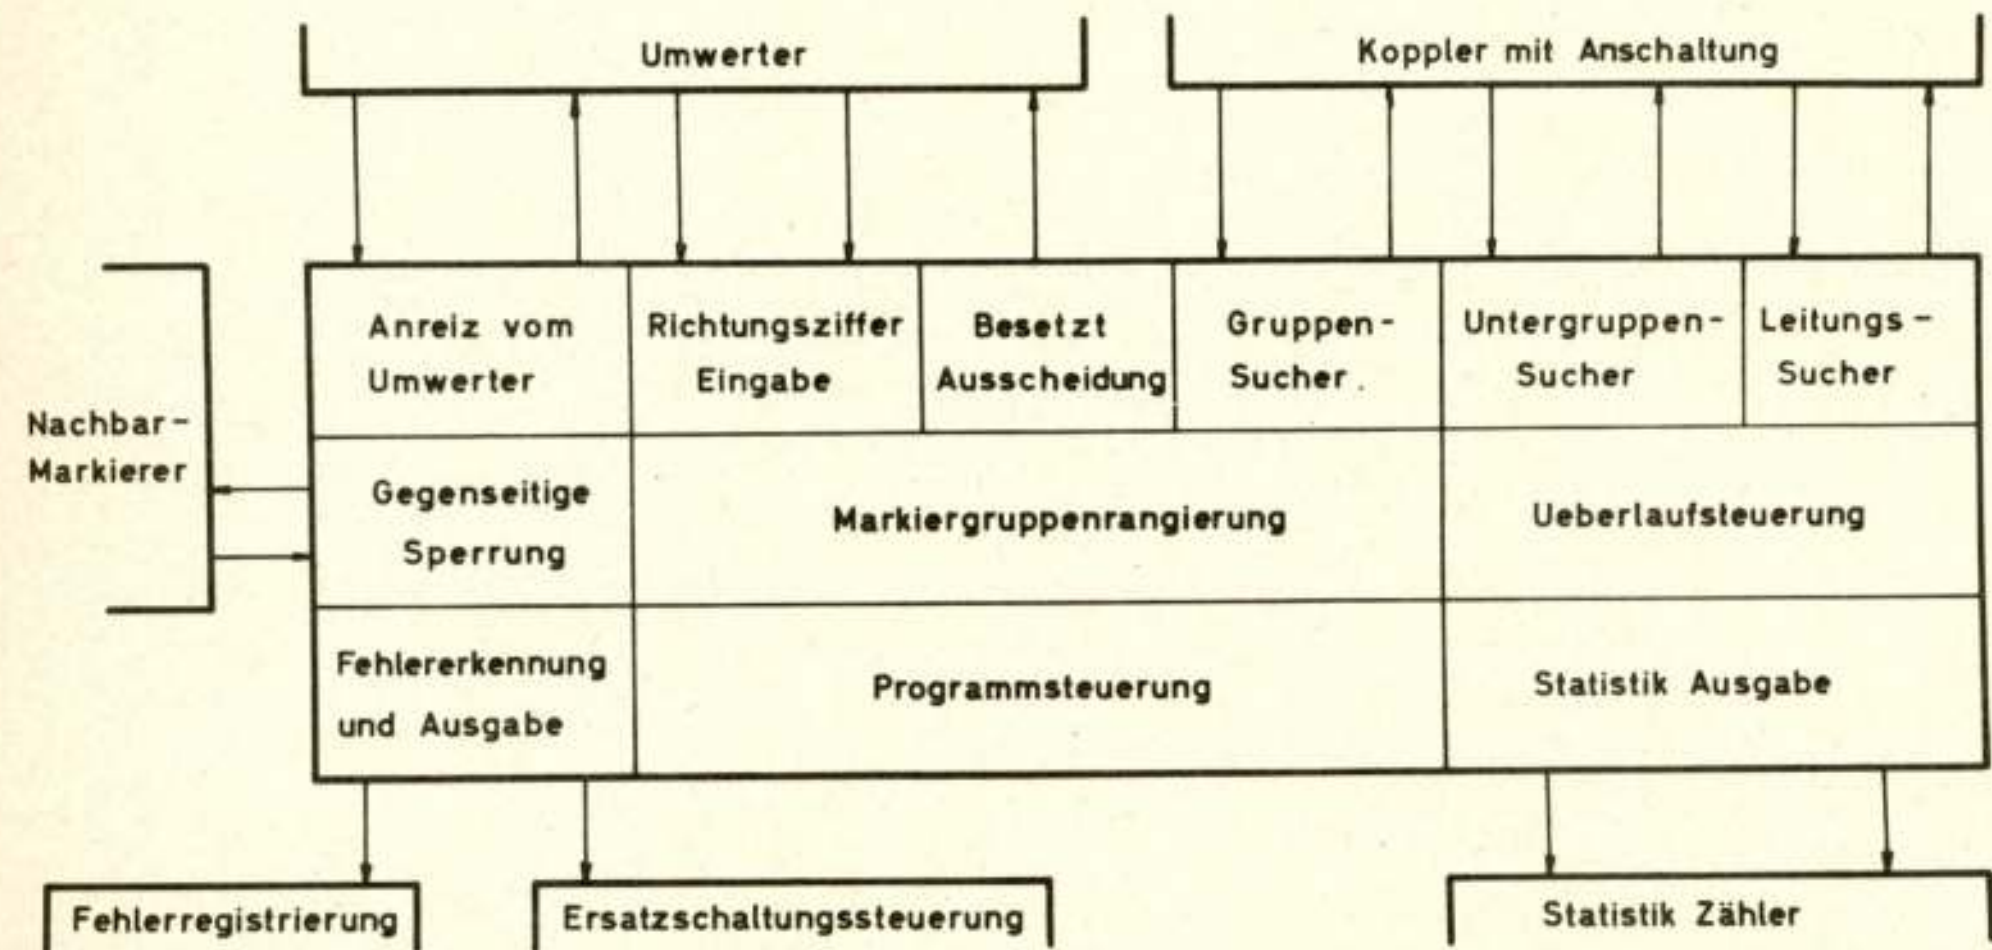 Umwerter
Koppler mit Anschaltung
Anreiz vom
Umwerter
Richtungsziffer
Eingabe
Besetzt
Ausscheidung
Gruppen-
Sucher.
Untergruppen-
Sucher
Leitungs-
Sucher
Nachbar-
Markierer
Gegenseitige
Sperrung
Markiergruppenrangierung
Ueberlaufsteuerung
Fehlererkennung
und Ausgabe
Programmsteuerung
Statistik Ausgabe
Fehlerregistrierung
Ersatzschaltungssteuerung
Statistik Zähler